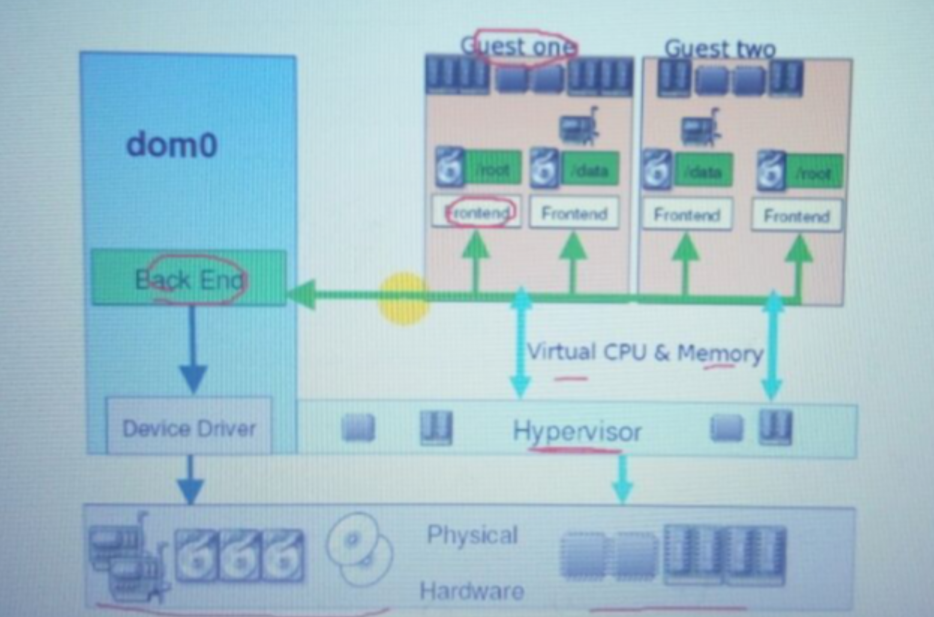 Guest one
Guest two
dom0
/root
/data
/data
/root
Frontend
Frontend
Frontend
Frontend
Back End
Virtual CPU & Memory
Device Driver
Hypervisor
Physical
Hardware